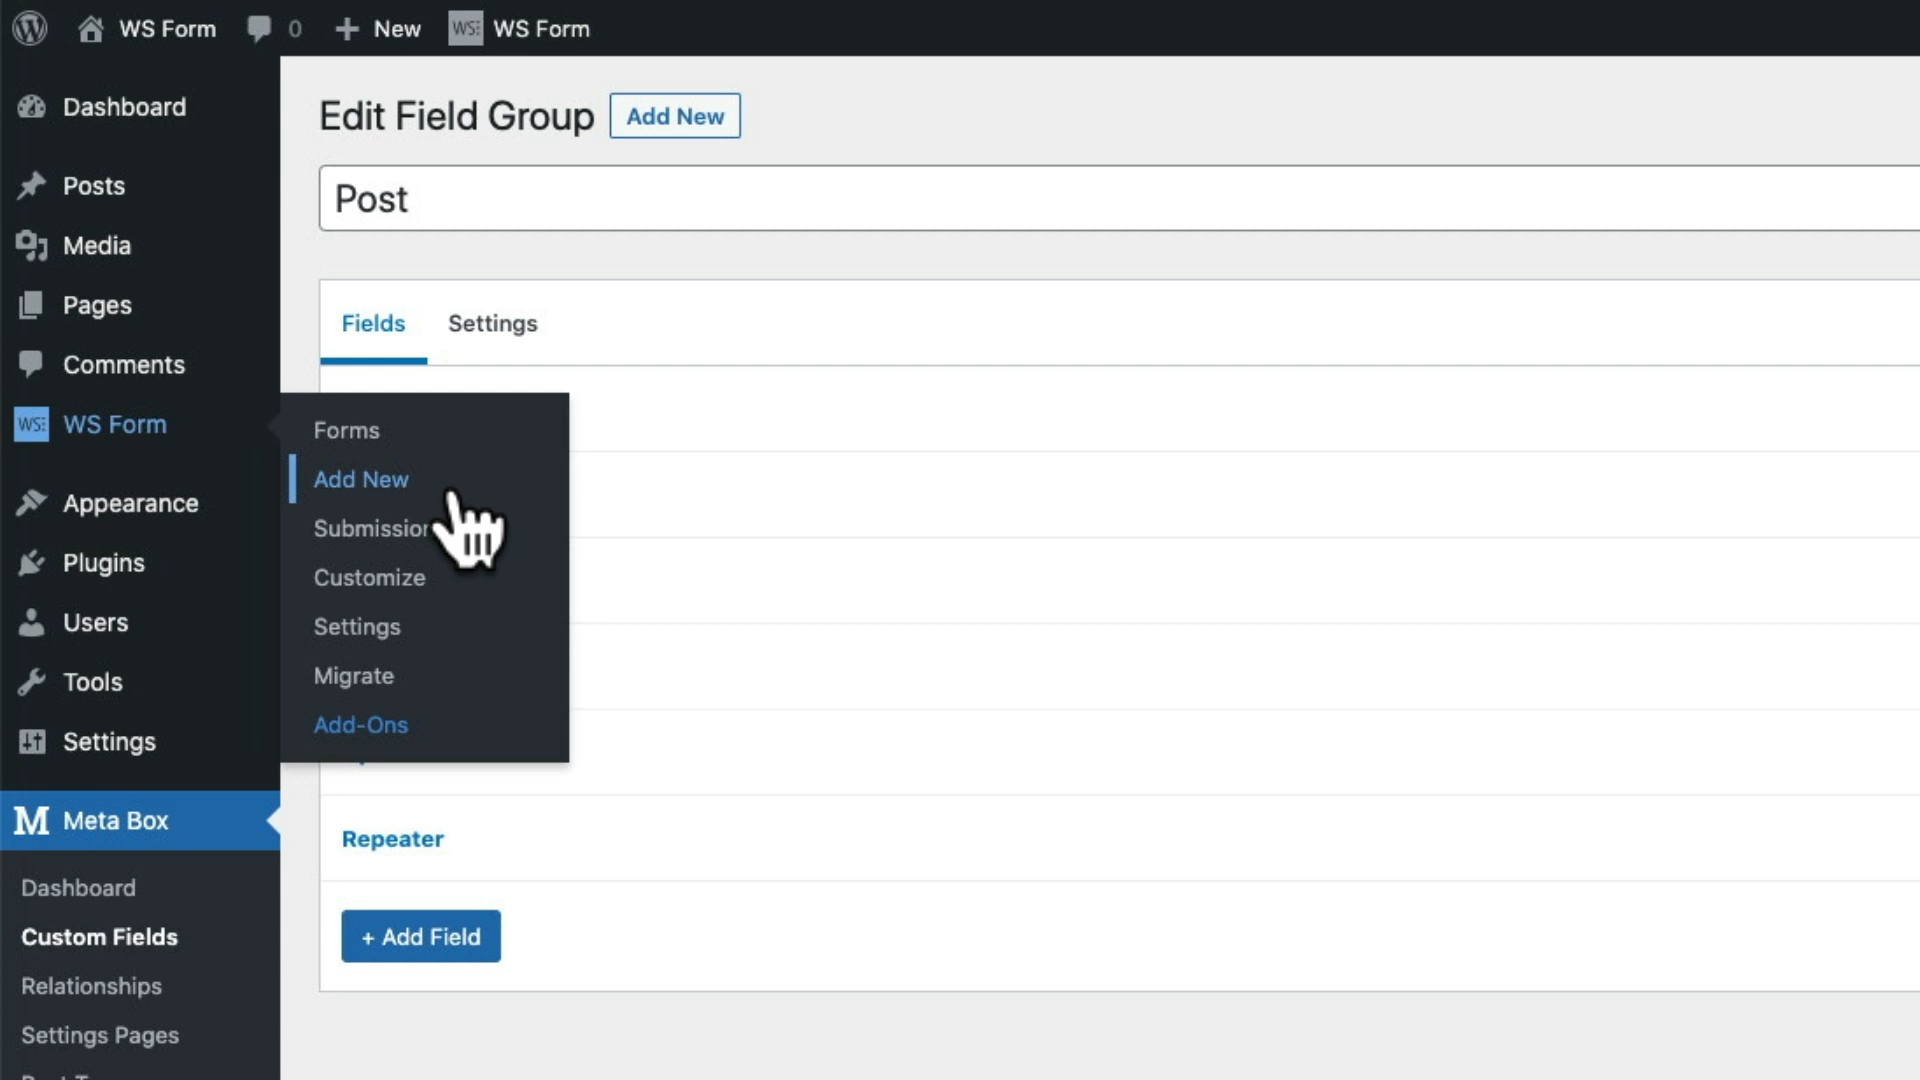 WS Form
0
New
WS Form
Dashboard
Posts
Media
Pages
Comments
WS Form
Appearance
Plugins
Users
Tools
Settings
Meta Box
Dashboard
Custom Fields
Relationships
Settings Pages
Forms
Add New
Submission
Customize
Settings
Migrate
Add-Ons
Edit Field Group
Add New
Post
Fields
Settings
Repeater
+ Add Field